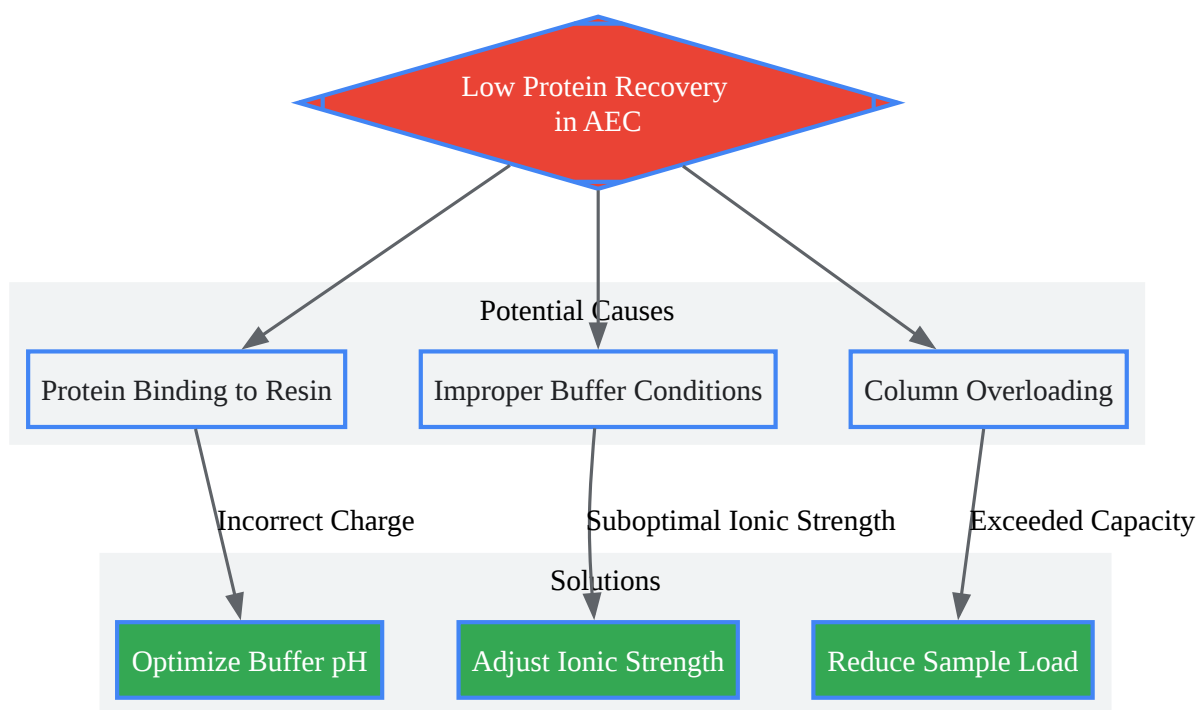 Low Protein Recovery
in AEC
Potential Causes
Protein Binding to Resin
Improper Buffer Conditions
Column Overloading
Incorrect Charge
Suboptimal Ionic Strength
Exceeded Capacity
Solutions
Optimize Buffer pH
Adjust Ionic Strength
Reduce Sample Load